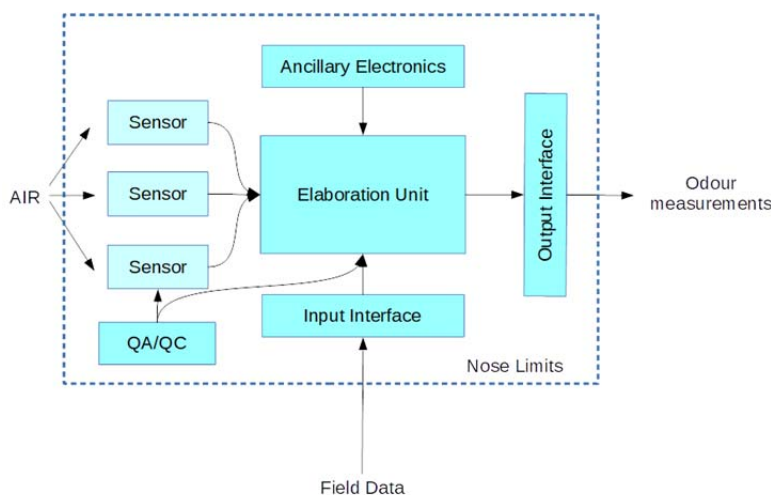 Ancillary Electronics
Sensor
Sensor
Sensor
AIR
Elaboration Unit
Output Interface
Odour
measurements
QA/QC
Input Interface
Nose Limits
Field Data